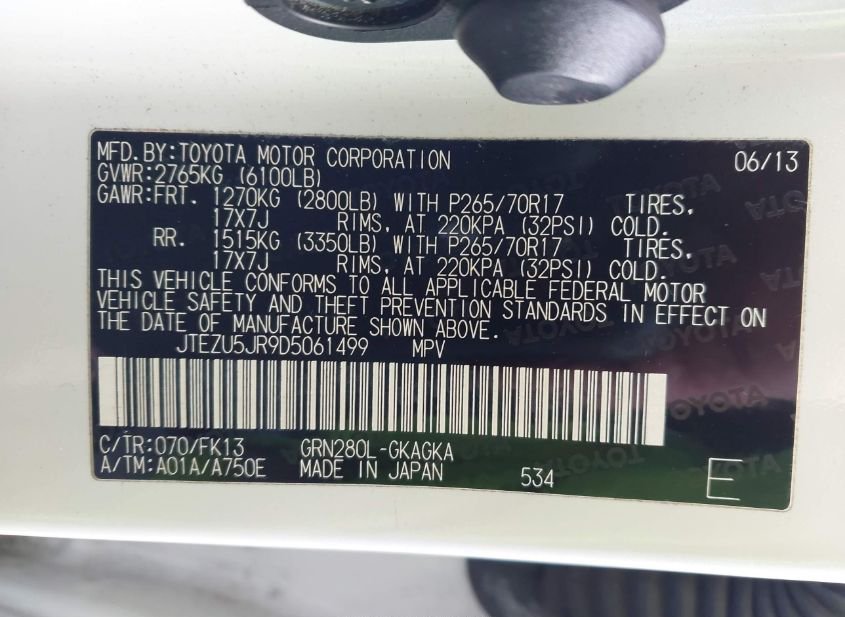 MFD.BY:TOYOTA MOTOR CORPORATION 06/13
GVWR:2765KG (6100LB)
GAWR:FRT. 1270KG (2800LB) WITH P265/70R17 TIRES,
17X7J RIMS, AT 220KPA (32PSI) COLD.
RR. 1515KG (3350LB) WITH P265/70R17 TIRES,
17X7J RIMS, AT 220KPA (32PSI) COLD.
THIS VEHICLE CONFORMS TO ALL APPLICABLE FEDERAL MOTOR
VEHICLE SAFETY AND THEFT PREVENTION STANDARDS IN EFFECT ON
THE DATE OF MANUFACTURE SHOWN ABOVE.
JTEZU5JR9D5061499 MPV
C/TR:070/FK13 GRN280L-GKAGKA
A/TM:A01A/A750E MADE IN JAPAN 534 E